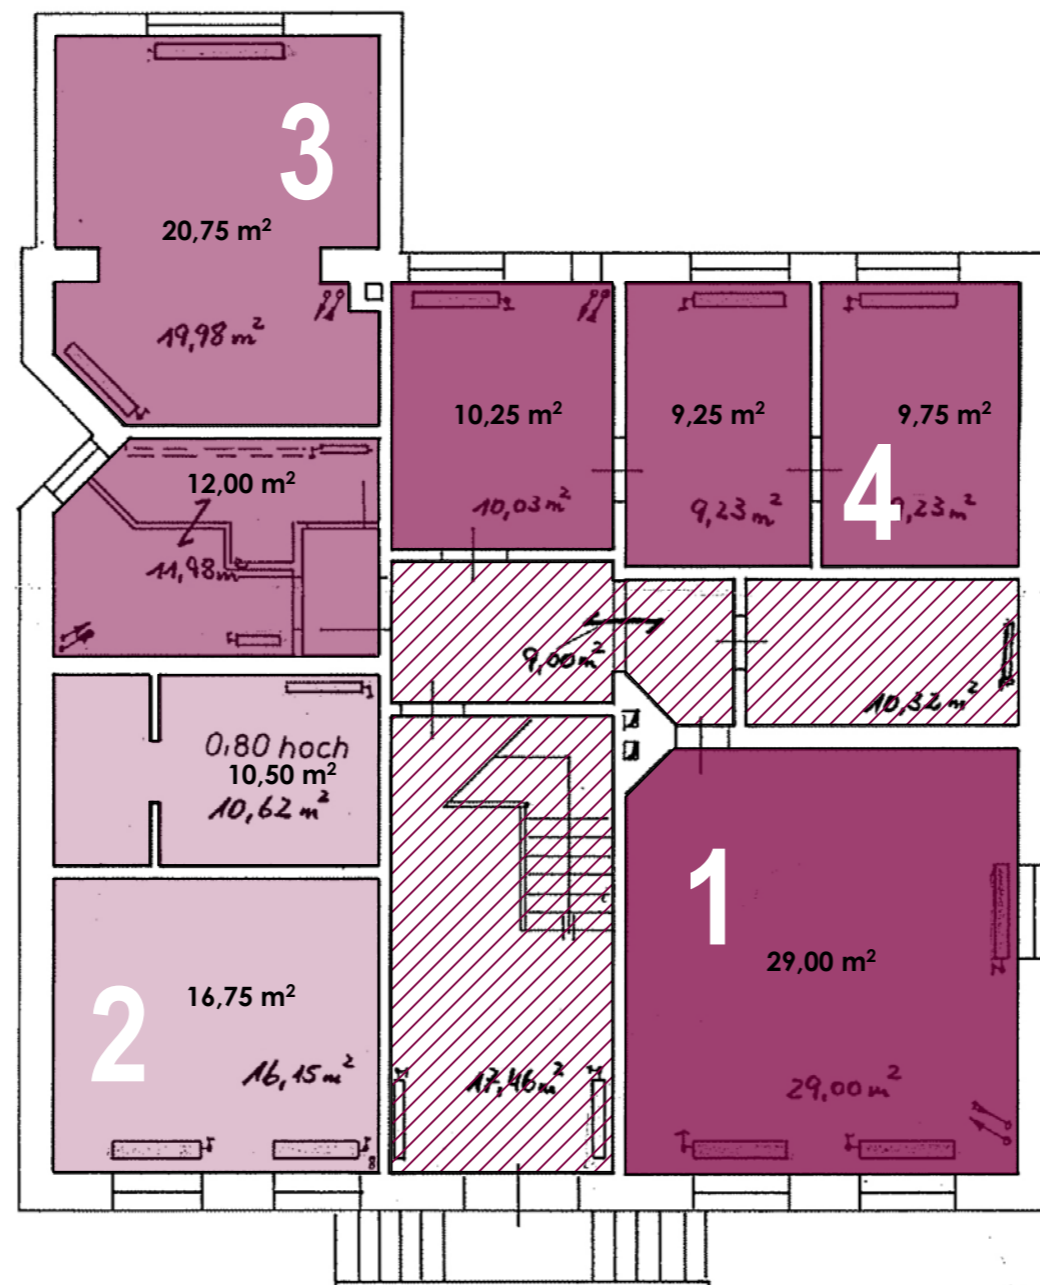 3
20,75 m²
19,98 m²
10,25 m²
9,25 m²
9,75 m²
4
10,03 m²
9,23 m²
9,23 m²
12,00 m²
11,98 m
9,00 m²
10,32 m²
0,80 hoch
10,50 m²
10,62 m²
1
29,00 m²
2
16,75 m²
16,15 m²
17,46 m²
29,00 m²